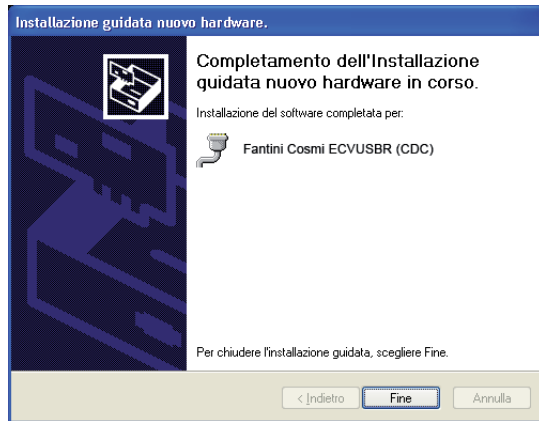 Installazione guidata nuovo hardware.
Completamento dell'Installazione
guidata nuovo hardware in corso.
Installazione del software completata per:
Fantini Cosmi ECVUSBR (CDC)
Per chiudere l'installazione guidata, scegliere Fine.
< Indietro Fine Annulla